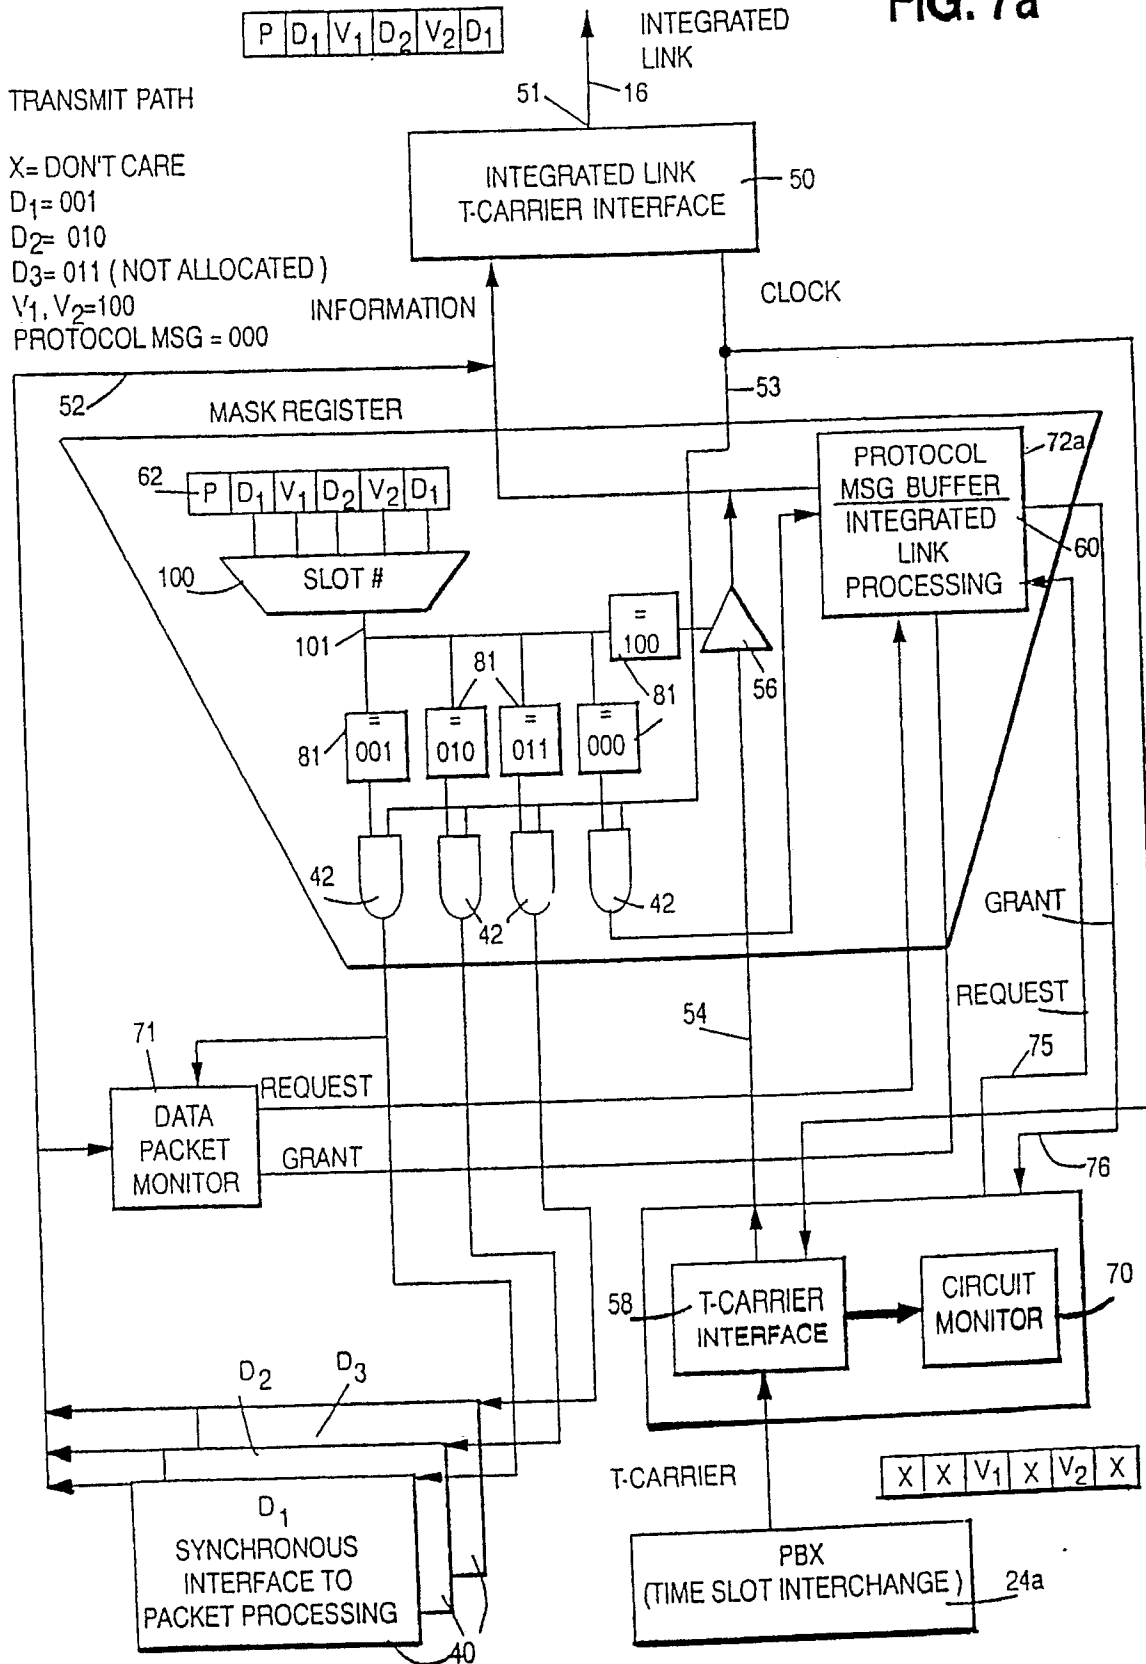 FIG. 7a
P D1 V1 D2 V2 D1
INTEGRATED
LINK
TRANSMIT PATH
51
16
X= DON'T CARE
D1= 001
D2= 010
D3= 011 ( NOT ALLOCATED )
V1, V2=100
PROTOCOL MSG = 000
INTEGRATED LINK
T-CARRIER INTERFACE
50
INFORMATION
CLOCK
52
53
MASK REGISTER
62
P D1 V1 D2 V2 D1
PROTOCOL
MSG BUFFER
INTEGRATED
LINK
PROCESSING
72a
60
100
SLOT #
101
=
100
56
81
81
81
81
=
001
=
010
=
011
=
000
42
42
42
GRANT
REQUEST
54
75
71
REQUEST
DATA
PACKET
MONITOR
GRANT
76
58
T-CARRIER
INTERFACE
CIRCUIT
MONITOR
70
D2
D3
T-CARRIER
X X V1 X V2 X
D1
SYNCHRONOUS
INTERFACE TO
PACKET PROCESSING
40
PBX
(TIME SLOT INTERCHANGE )
24a